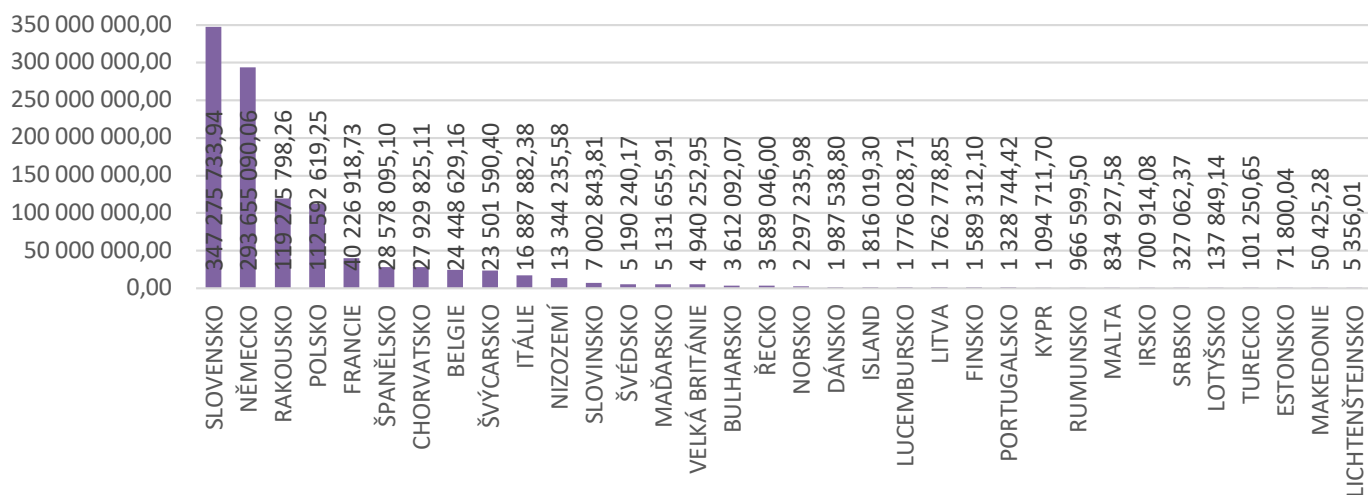 350 000 000,00
300 000 000,00
250 000 000,00
200 000 000,00
150 000 000,00
100 000 000,00
50 000 000,00
0,00
347 275 733,94
293 655 090,06
119 275 798,26
112 592 619,25
40 226 918,73
28 578 095,10
27 929 825,11
24 448 629,16
23 501 590,40
16 887 882,38
13 344 235,58
7 002 843,81
5 190 240,17
5 131 655,91
4 940 252,95
3 612 092,07
3 589 046,00
2 297 235,98
1 987 538,80
1 816 019,30
1 776 028,71
1 762 778,85
1 589 312,10
1 328 744,42
1 094 711,70
966 599,50
834 927,58
700 914,08
327 062,37
137 849,14
101 250,65
71 800,04
50 425,28
5 356,01
SLOVENSKO
NĚMECKO
RAKOUSKO
POLSKO
FRANCIE
ŠPANĚLSKO
CHORVATSKO
BELGIE
ŠVÝCARSKO
ITÁLIE
NIZOZEMÍ
SLOVINSKO
ŠVÉDSKO
MAĎARSKO
VELKÁ BRITÁNIE
BULHARSKO
ŘECKO
NORSKO
DÁNSKO
ISLAND
LUCEMBURSKO
LITVA
FINSKO
PORTUGALSKO
KYPR
RUMUNSKO
MALTA
IRSKO
SRBSKO
LOTYŠSKO
TURECKO
ESTONSKO
MAKEDONIE
LICHTENŠTEJNSKO